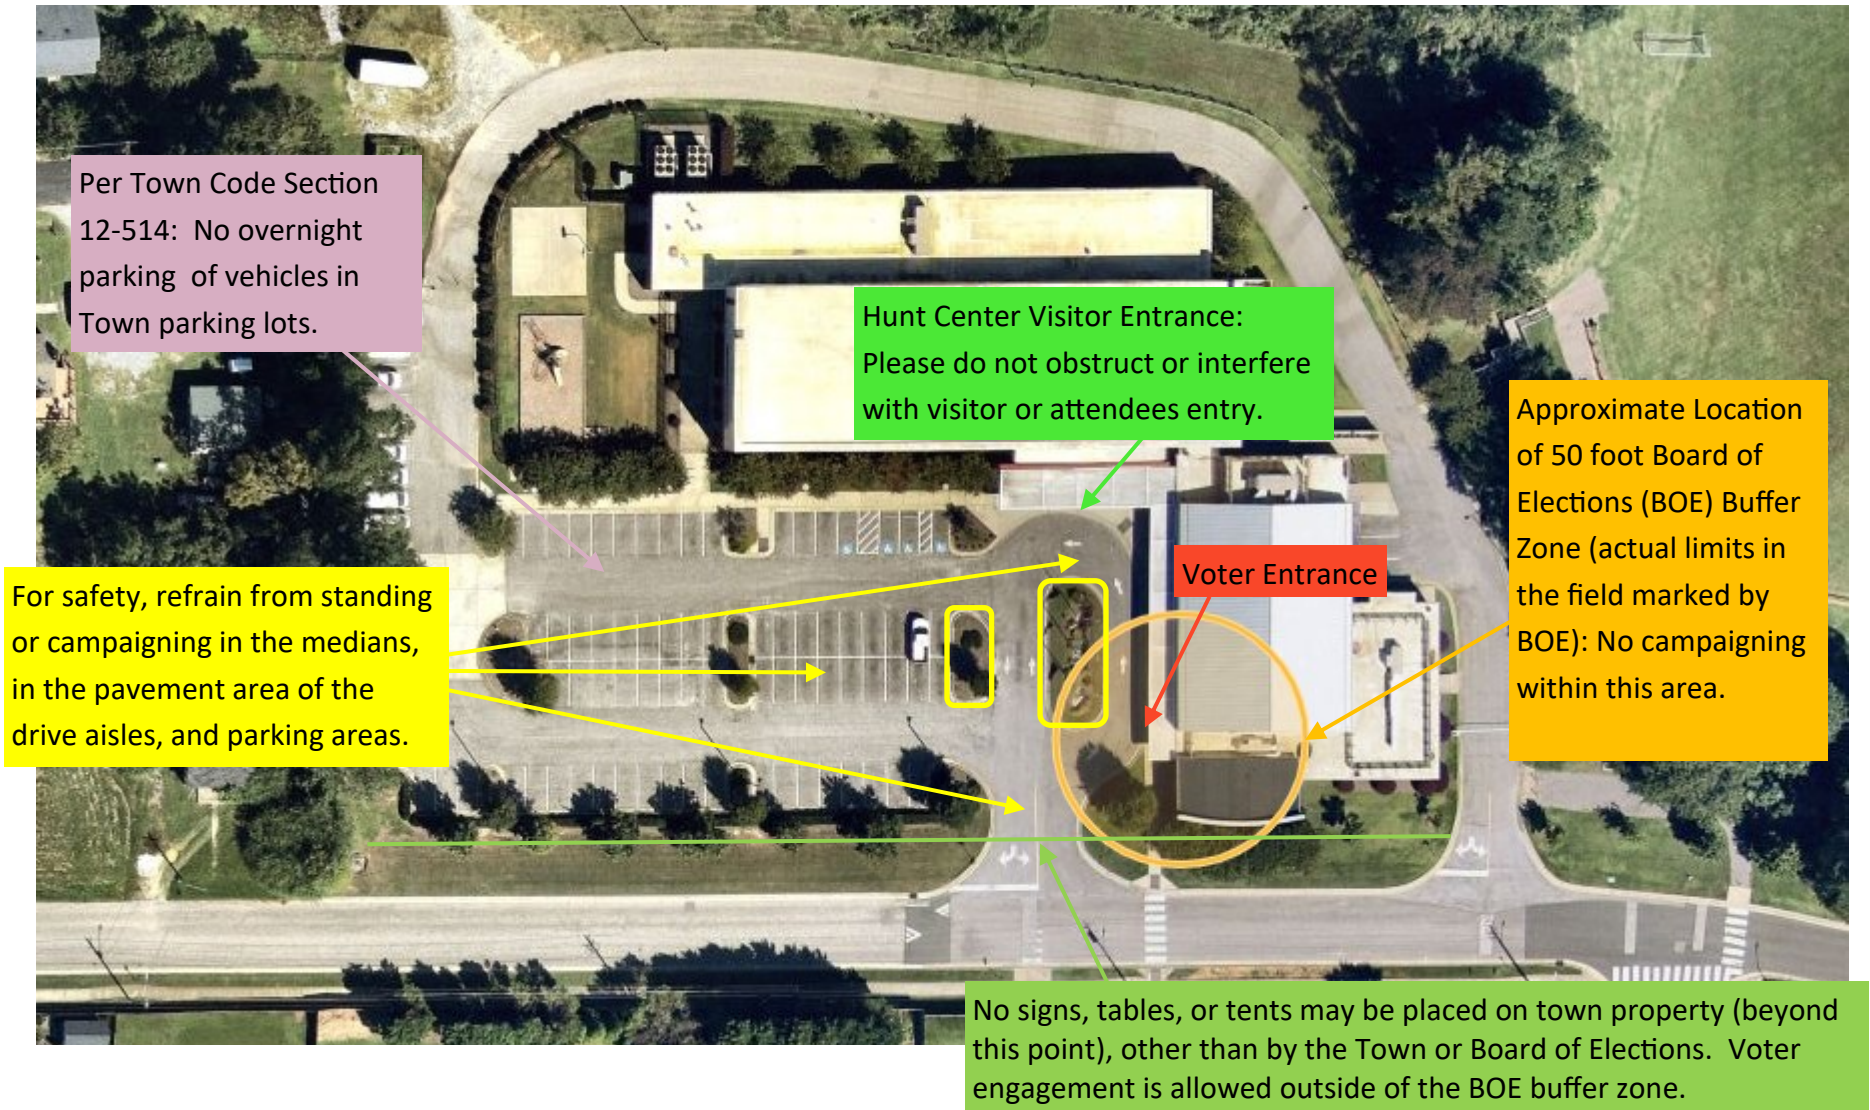 Per Town Code Section
12-514:  No overnight
parking  of vehicles in
Town parking lots.
Hunt Center Visitor Entrance:
Please do not obstruct or interfere
with visitor or attendees entry.
Approximate Location
of 50 foot Board of
Elections (BOE) Buffer
Zone (actual limits in
the field marked by
BOE): No campaigning
within this area.
Voter Entrance
For safety, refrain from standing
or campaigning in the medians,
in the pavement area of the
drive aisles, and parking areas.
No signs, tables, or tents may be placed on town property (beyond
this point), other than by the Town or Board of Elections.  Voter
engagement is allowed outside of the BOE buffer zone.